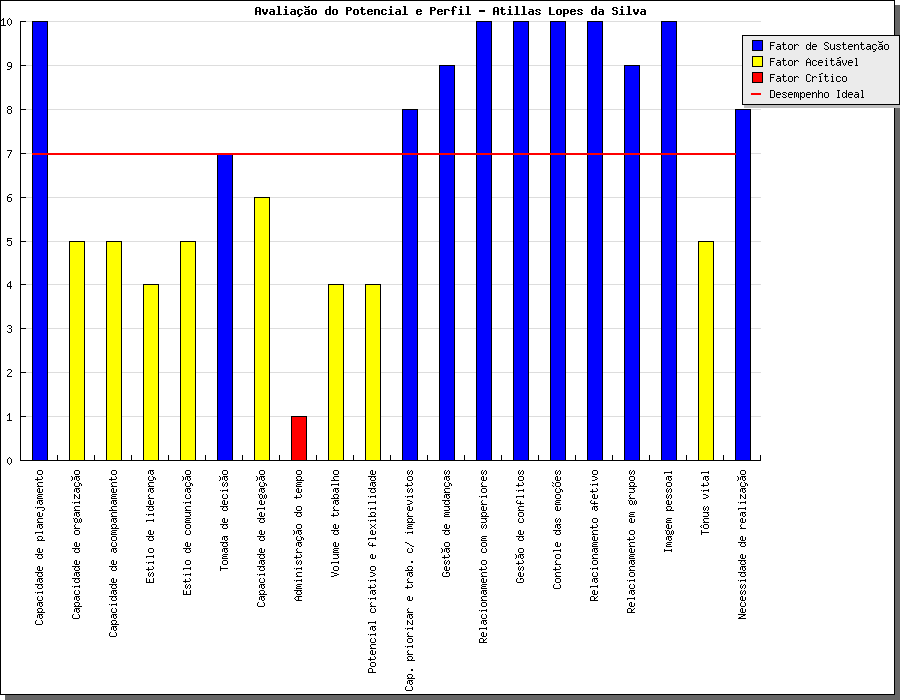 Avaliação do Potencial e Perfil - Atillas Lopes da Silva
Fator de Sustentação
Fator Aceitável
Fator Crítico
Desempenho Ideal
10
9
8
7
6
5
4
3
2
1
0
Capacidade de planejamento
Capacidade de organização
Capacidade de acompanhamento
Estilo de liderança
Estilo de comunicação
Tomada de decisão
Capacidade de delegação
Administração do tempo
Volume de trabalho
Potencial criativo e flexibilidade
Cap. priorizar e trab. c/ imprevistos
Gestão de mudanças
Relacionamento com superiores
Gestão de conflitos
Controle das emoções
Relacionamento afetivo
Relacionamento em grupos
Imagem pessoal
Tônus vital
Necessidade de realização